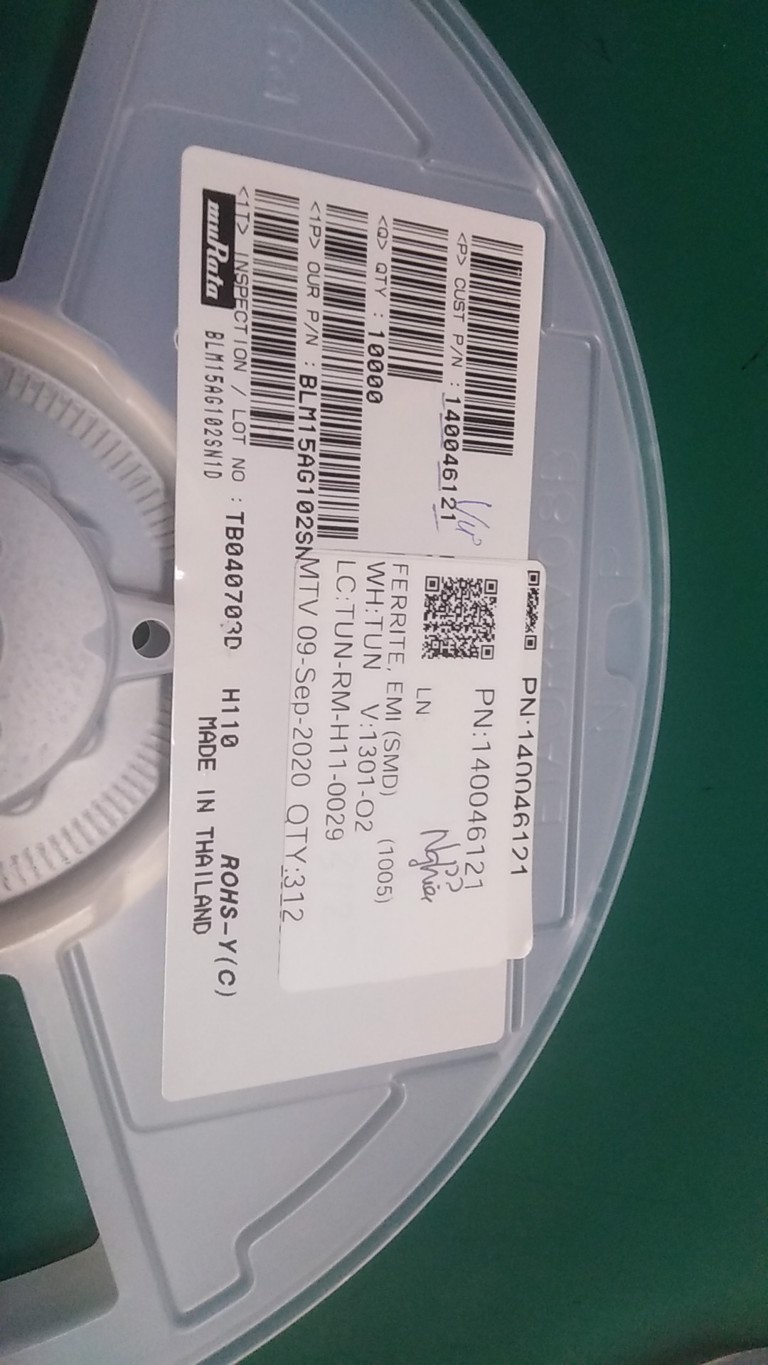 <P> CUST P/N : 140046121
<Q> QTY : 10000
<1P> OUR P/N : BLM15AG102SN
<1T> INSPECTION / LOT NO : TB040703D H110 ROHS-Y(C)
muRata BLM15AG102SN1D MADE IN THAILAND
PN:140046121
PN:140046121
LN
FERRITE, EMI (SMD) (1005)
WH:TUN V:1301-O2
LC:TUN-RM-H11-0029
MTV 09-Sep-2020 QTY:312